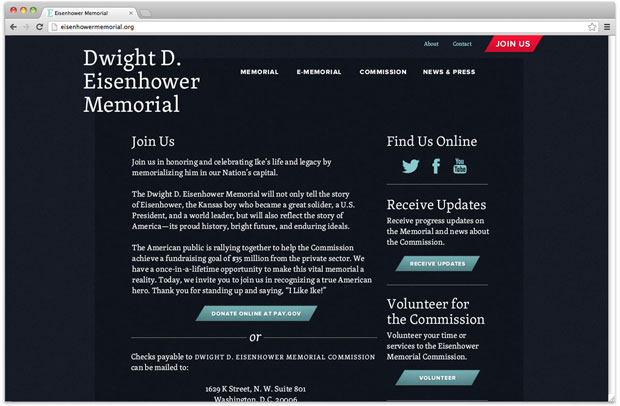 Eisenhower Memorial
eisenhowermemorial.org
About Contact JOIN US
Dwight D.
Eisenhower
Memorial
MEMORIAL E-MEMORIAL COMMISSION NEWS & PRESS
Join Us
Join us in honoring and celebrating Ike's life and legacy by
memorializing him in our Nation's capital.
The Dwight D. Eisenhower Memorial will not only tell the story
of Eisenhower, the Kansas boy who became a great solider, a U.S.
President, and a world leader, but will also reflect the story of
America—its proud history, bright future, and enduring ideals.
The American public is rallying together to help the Commission
achieve a fundraising goal of $35 million from the private sector. We
have a once-in-a-lifetime opportunity to make this vital memorial a
reality. Today, we invite you to join us in recognizing a true American
hero. Thank you for standing up and saying, "I Like Ike!"
DONATE ONLINE AT PAY.GOV
or
Checks payable to DWIGHT D. EISENHOWER MEMORIAL COMMISSION
can be mailed to:
1629 K Street, N. W. Suite 801
Washington, D.C. 20006
Find Us Online
You
Tube
Receive Updates
Receive progress updates on
the Memorial and news about
the Commission.
RECEIVE UPDATES
Volunteer for
the Commission
Volunteer your time or
services to the Eisenhower
Memorial Commission.
VOLUNTEER